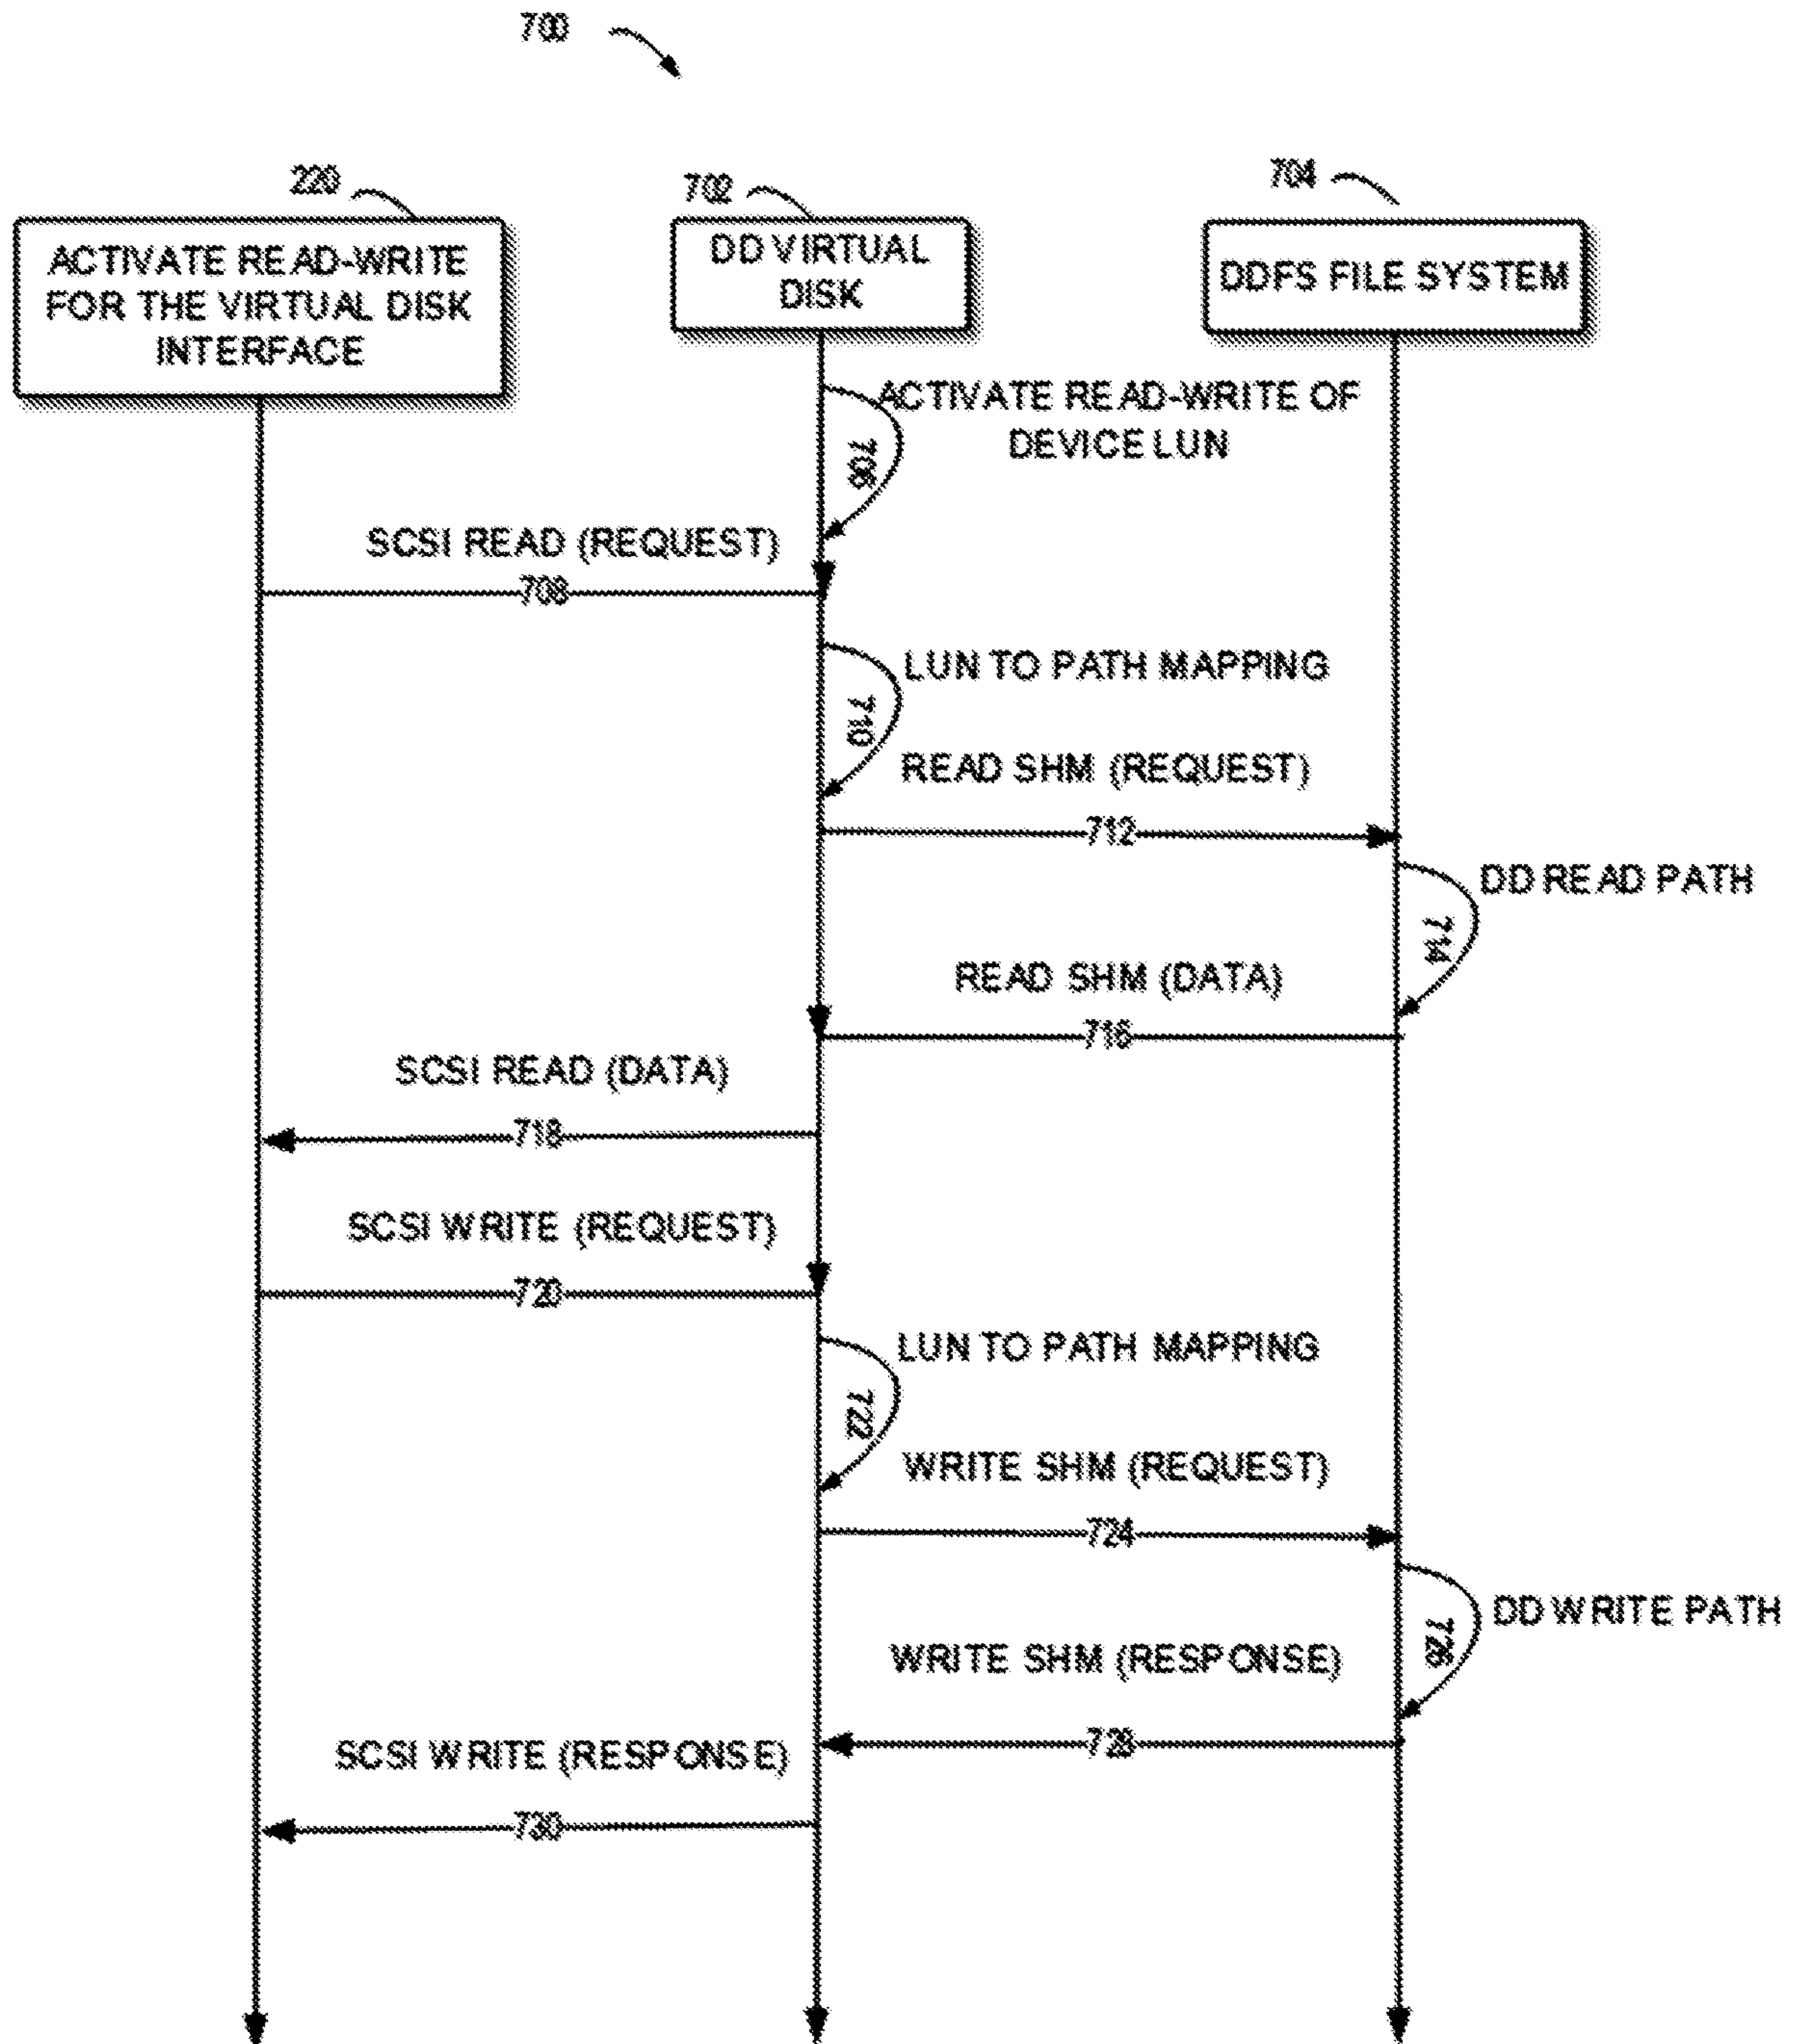 700
220
702
704
ACTIVATE READ-WRITE
FOR THE VIRTUAL DISK
INTERFACE
DD VIRTUAL
DISK
DDFS FILE SYSTEM
ACTIVATE READ-WRITE OF
DEVICE LUN
706
SCSI READ (REQUEST)
708
LUN TO PATH MAPPING
710
READ SHM (REQUEST)
712
DD READ PATH
714
READ SHM (DATA)
716
SCSI READ (DATA)
718
SCSI WRITE (REQUEST)
720
LUN TO PATH MAPPING
722
WRITE SHM (REQUEST)
724
DD WRITE PATH
726
WRITE SHM (RESPONSE)
728
SCSI WRITE (RESPONSE)
730